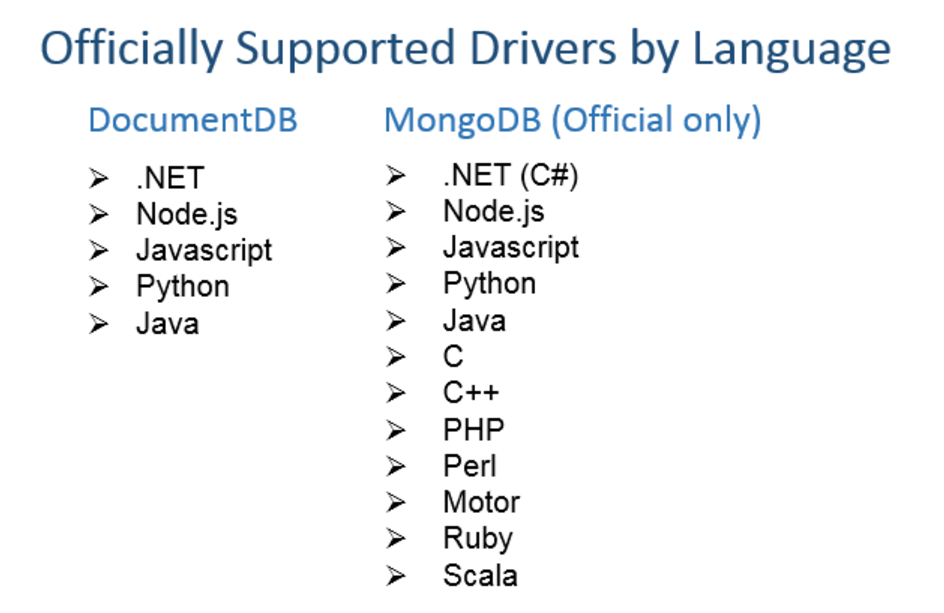 Officially Supported Drivers by Language
DocumentDB
➢ .NET
➢ Node.js
➢ Javascript
➢ Python
➢ Java
MongoDB (Official only)
➢ .NET (C#)
➢ Node.js
➢ Javascript
➢ Python
➢ Java
➢ C
➢ C++
➢ PHP
➢ Perl
➢ Motor
➢ Ruby
➢ Scala